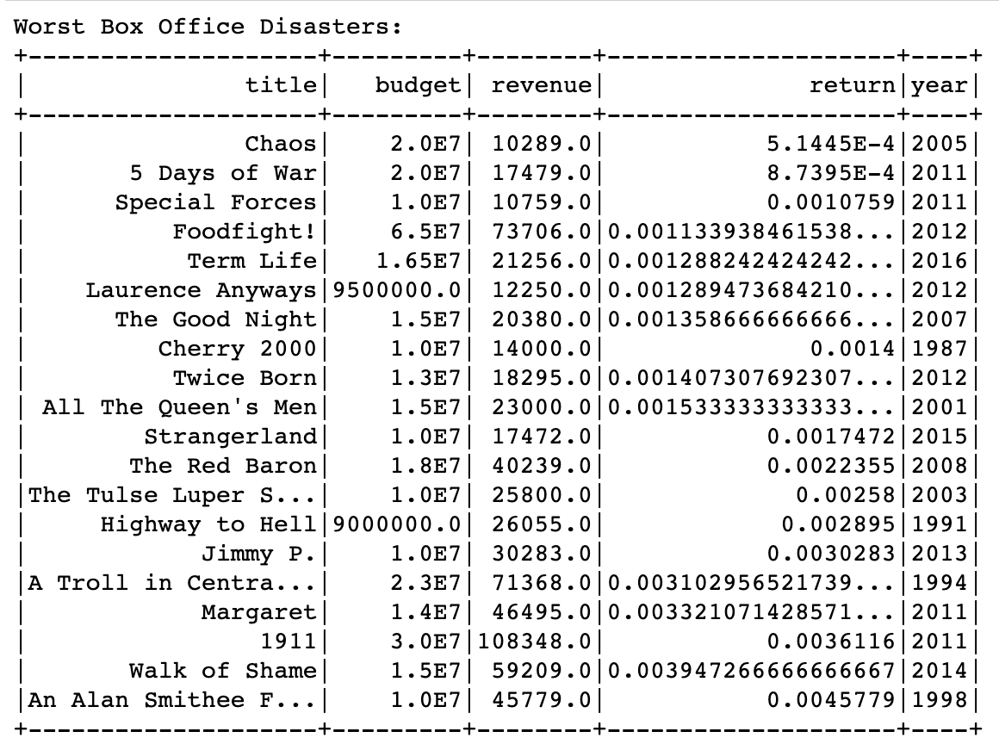 Worst Box Office Disasters:
+--------------------+---------+--------+--------------------+----+
|               title|   budget| revenue|              return|year|
+--------------------+---------+--------+--------------------+----+
|               Chaos|    2.0E7| 10289.0|           5.1445E-4|2005|
|       5 Days of War|    2.0E7| 17479.0|           8.7395E-4|2011|
|      Special Forces|    1.0E7| 10759.0|           0.0010759|2011|
|          Foodfight!|    6.5E7| 73706.0|0.001133938461538...|2012|
|           Term Life|   1.65E7| 21256.0|0.001288242424242...|2016|
|     Laurence Anyways|9500000.0| 12250.0|0.001289473684210...|2012|
|      The Good Night|    1.5E7| 20380.0|0.001358666666666...|2007|
|         Cherry 2000|    1.0E7| 14000.0|              0.0014|1987|
|          Twice Born|    1.3E7| 18295.0|0.001407307692307...|2012|
| All The Queen's Men|    1.5E7| 23000.0|0.001533333333333...|2001|
|        Strangerland|    1.0E7| 17472.0|           0.0017472|2015|
|       The Red Baron|    1.8E7| 40239.0|           0.0022355|2008|
|The Tulse Luper S...|    1.0E7| 25800.0|             0.00258|2003|
|     Highway to Hell|9000000.0| 26055.0|            0.002895|1991|
|            Jimmy P.|    1.0E7| 30283.0|           0.0030283|2013|
|A Troll in Centra...|    2.3E7| 71368.0|0.003102956521739...|1994|
|            Margaret|    1.4E7| 46495.0|0.003321071428571...|2011|
|                1911|    3.0E7|108348.0|           0.0036116|2011|
|       Walk of Shame|    1.5E7| 59209.0|0.003947266666666667|2014|
|An Alan Smithee F...|    1.0E7| 45779.0|           0.0045779|1998|
+--------------------+---------+--------+--------------------+----+